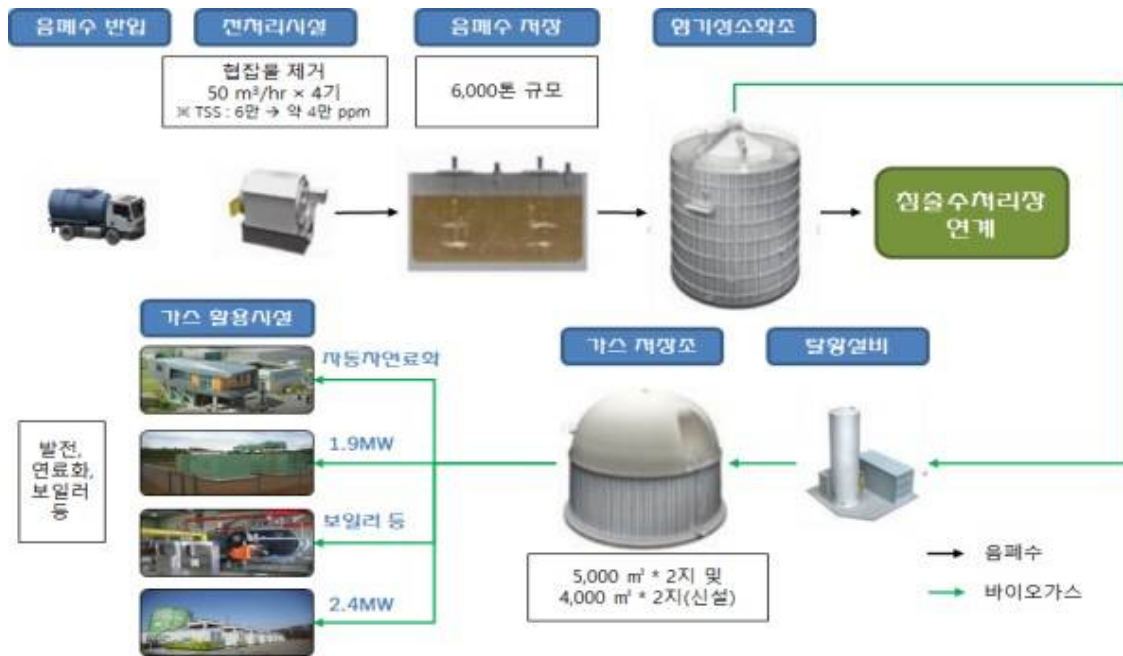 음폐수 반입
전처리시설
음폐수 저장
혐기성소화조
협잡물 제거
50 m³/hr × 4기
※ TSS : 6만 → 약 4만 ppm
6,000톤 규모
침출수처리장
연계
가스 활용시설
가스 저장조
탈황설비
자동차연료화
1.9MW
보일러 등
2.4MW
발전,
연료화,
보일러
등
5,000 ㎥ * 2지 및
4,000 ㎥ * 2지(신설)
음폐수
바이오가스